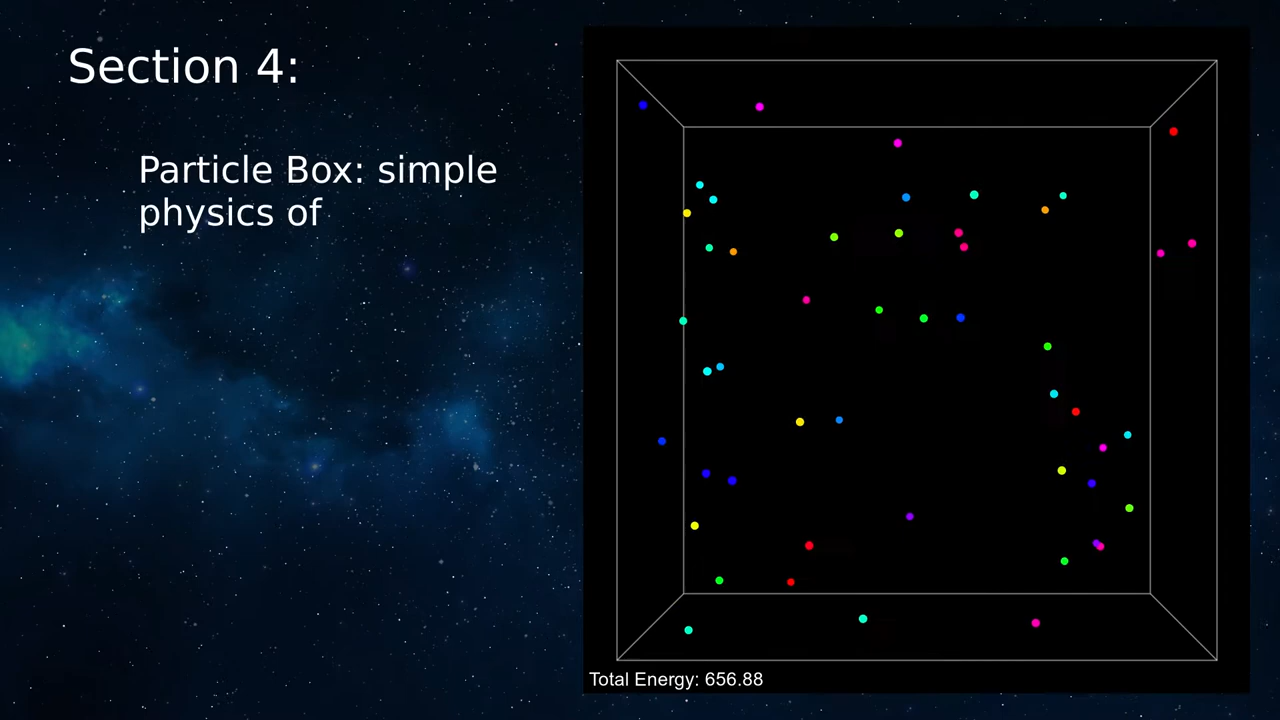 Section 4:
Particle Box: simple
physics of
Total Energy: 656.88